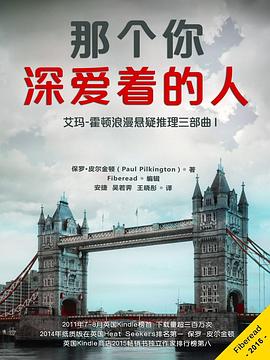 那个你
深爱着的人
艾玛-霍顿浪漫悬疑推理三部曲 I
保罗·皮尔金顿(Paul Pilkington)。著
Fiberead 。编辑
安捷 吴若霁 王晓彤 。译
2011年7-8月英国Kindle榜首 下载量超三百万次
2014年纸质版在英国Heat Seekers排名第一 保罗·皮尔金顿
英国Kindle商店2015畅销书独立作家排行榜第八
Fiberead
· 2016 ·